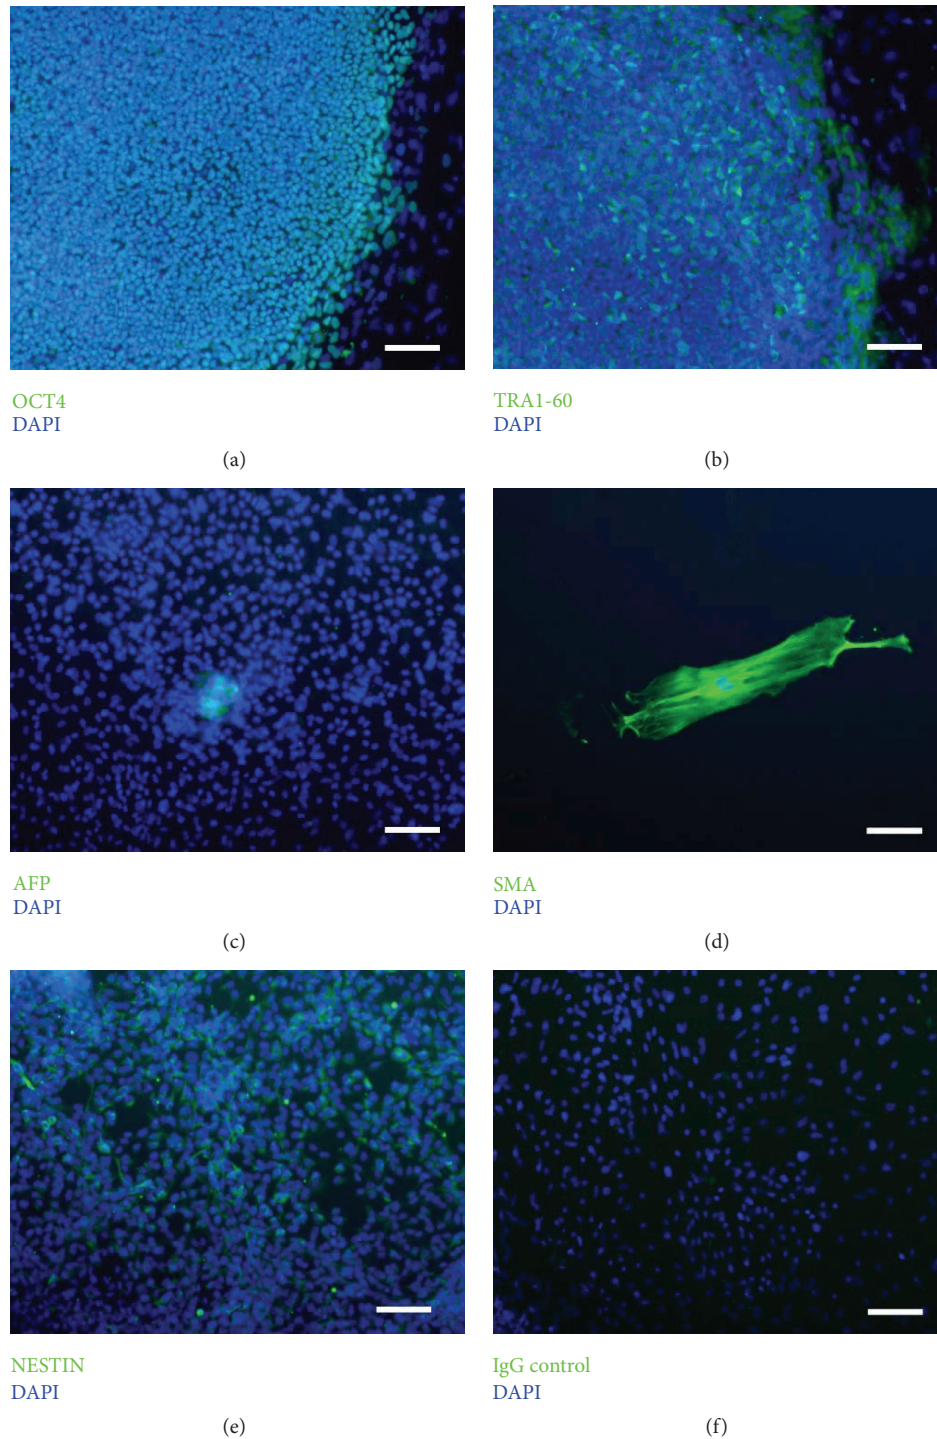 OCT4
DAPI
(a)
TRA1-60
DAPI
(b)
AFP
DAPI
(c)
SMA
DAPI
(d)
NESTIN
DAPI
(e)
IgG control
DAPI
(f)